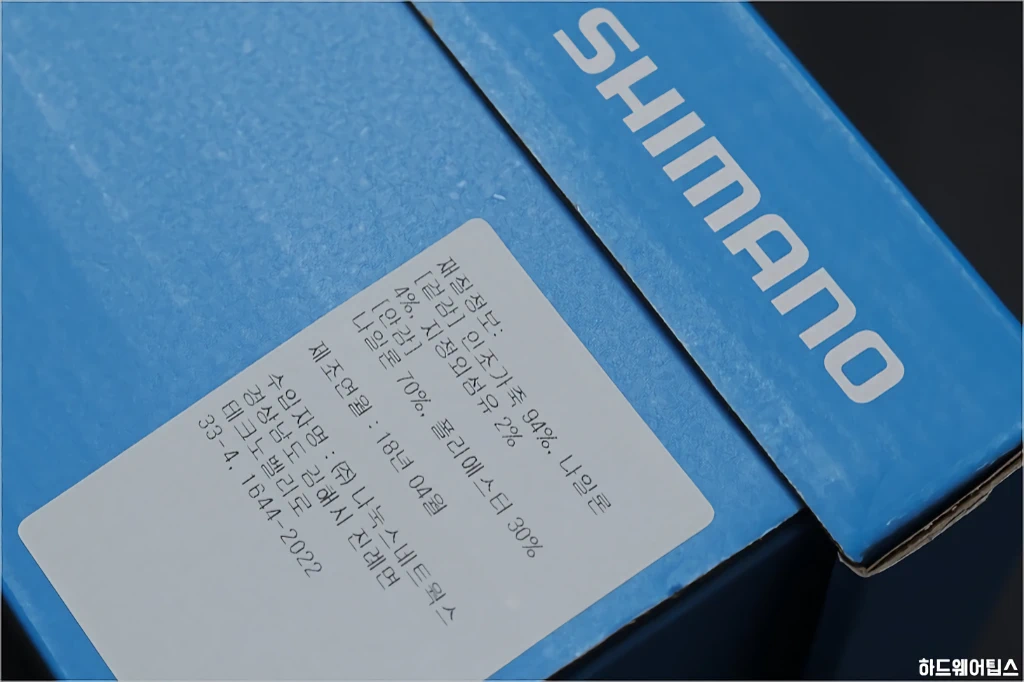 SHIMANO
재질정보:
[겉감] 인조가죽 94%, 나일론
4%, 지정외섬유 2%
[안감]
나일론 70%, 폴리에스터 30%
제조연월 : 18년 04월
수입자명 : ㈜나눅스네트웍스
경상남도 김해시 진례면
테크노밸리로
33-4, 1644-2022
하드웨어팁스